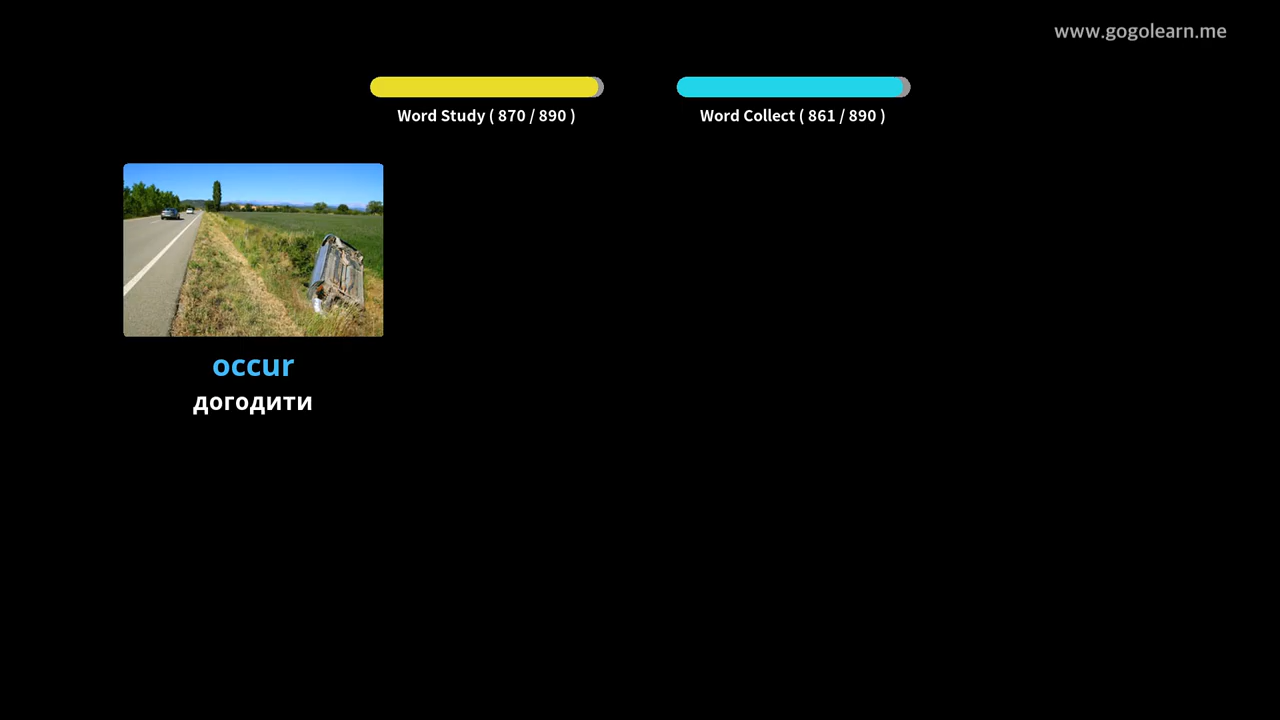 www.gogolearn.me
Word Study ( 870 / 890 )
Word Collect ( 861 / 890 )
occur
догодити